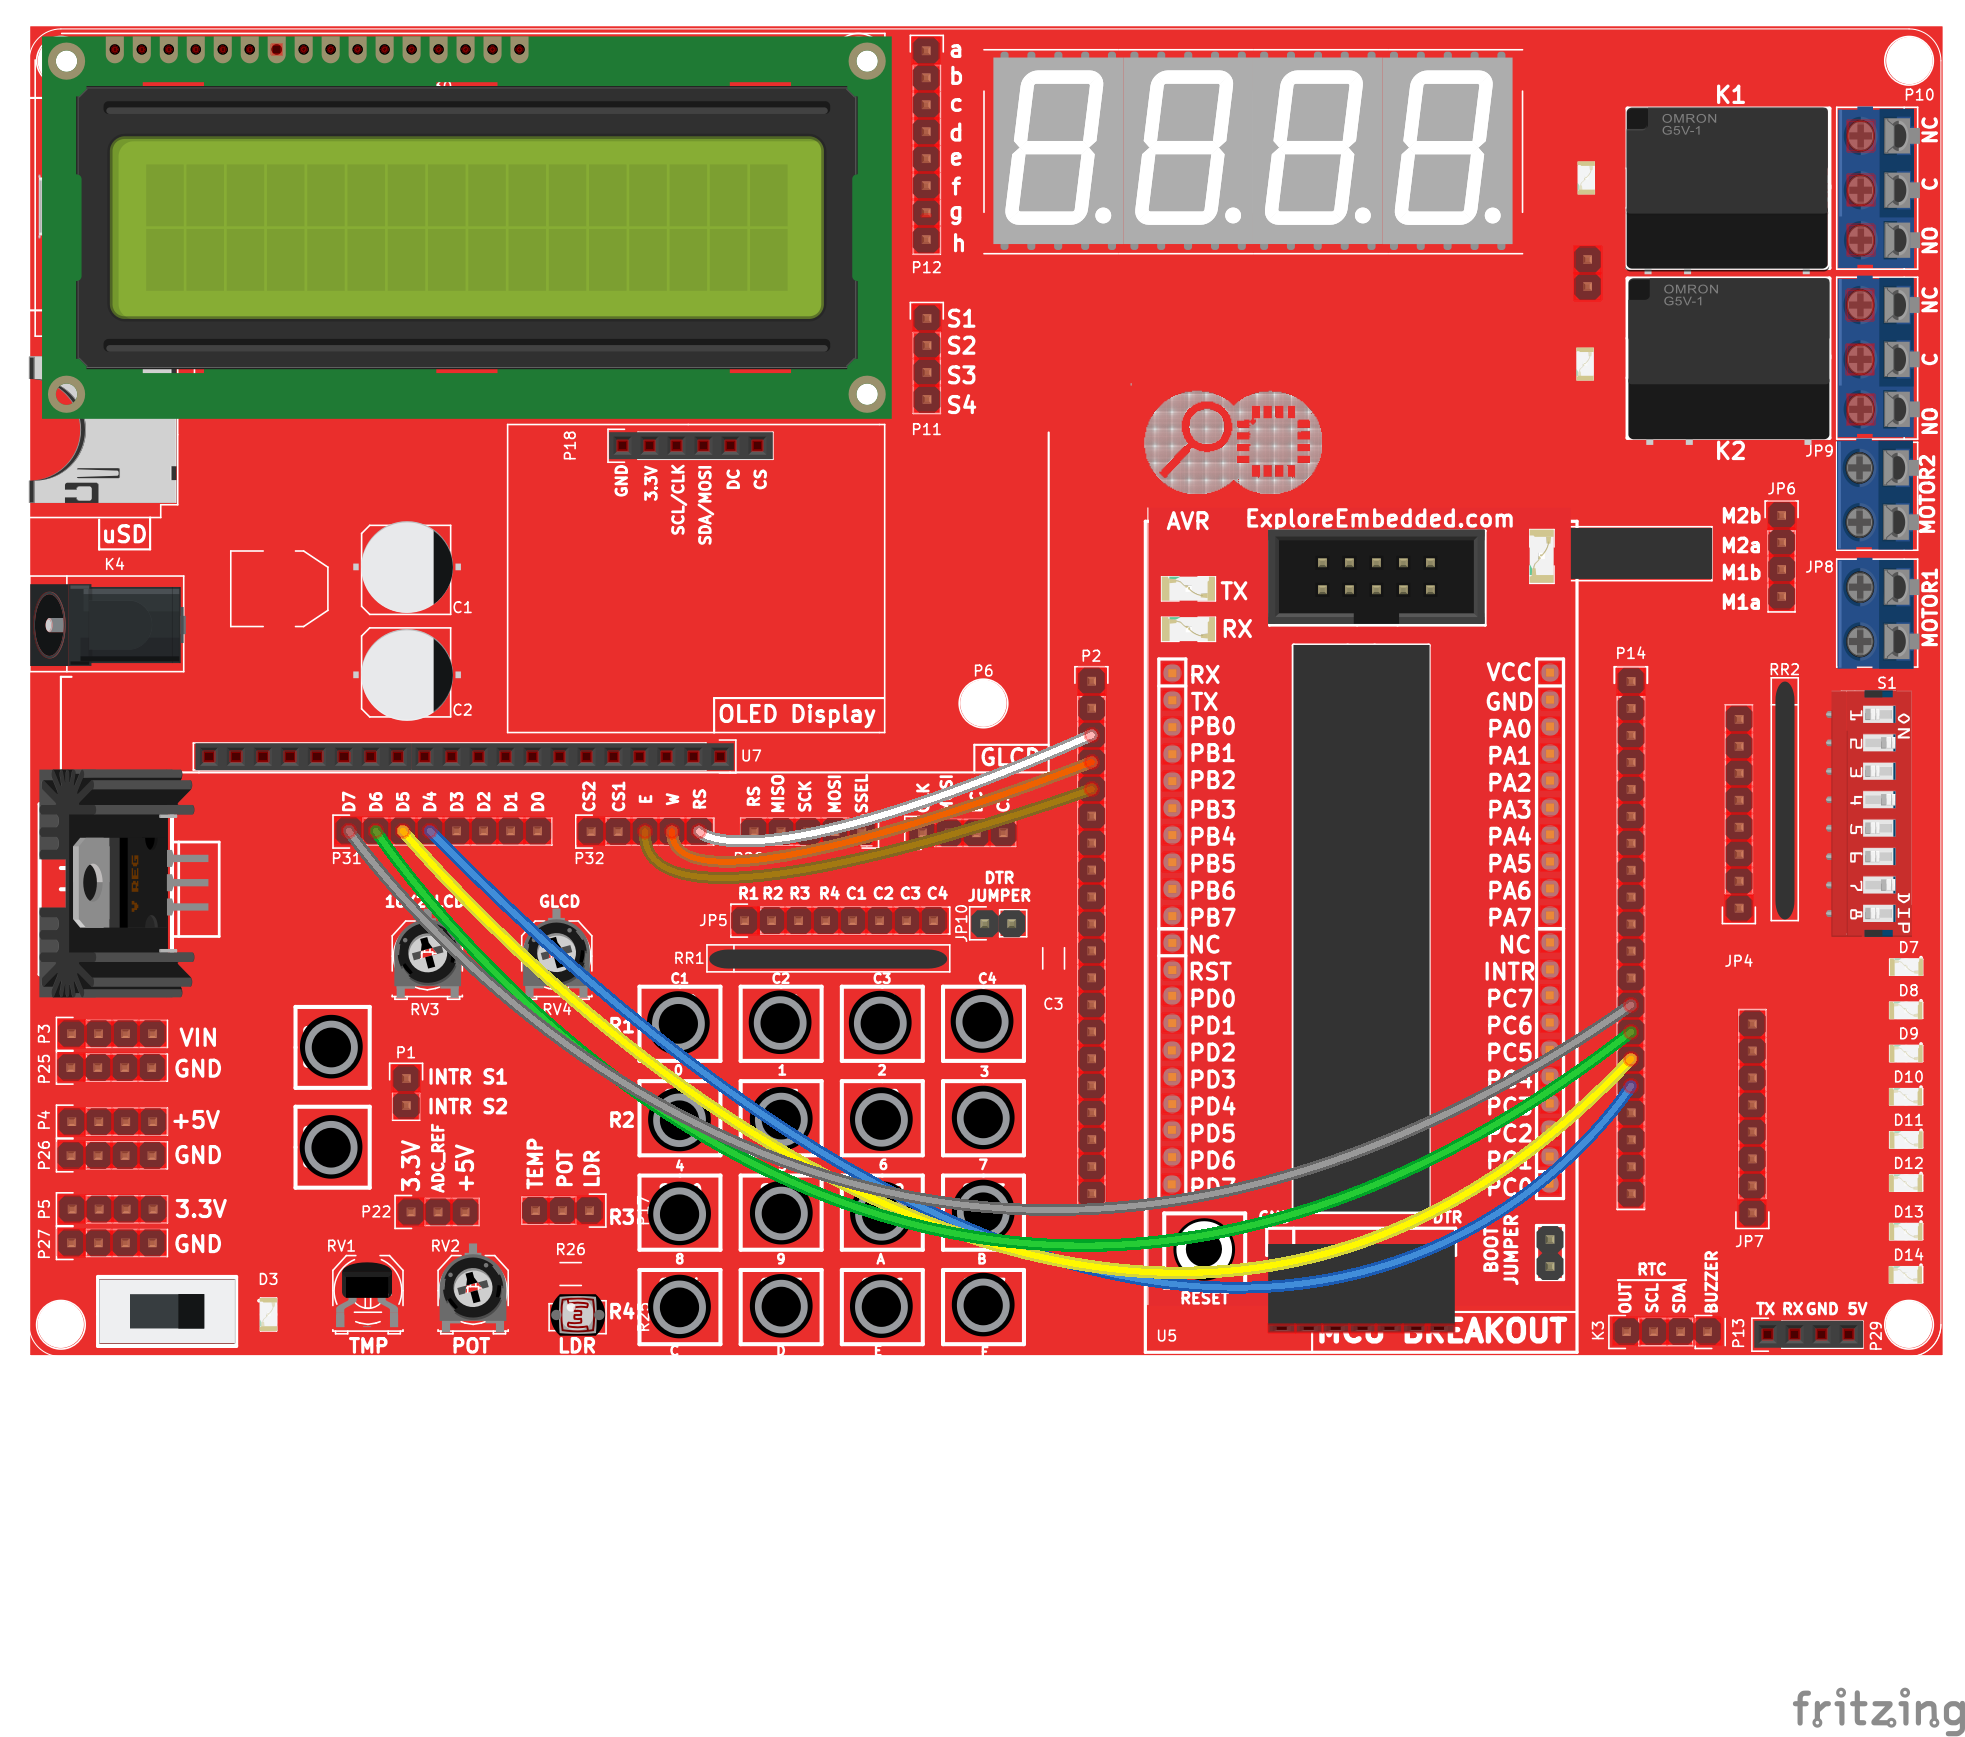 a
b
c
d
e
f
g
h
P12
S1
S2
S3
S4
P11
K1
OMRON
G5V-1
P10
NC
C
NO
OMRON
G5V-1
K2
NC
C
NO
JP9
P18
GND
3.3V
SCL/CLK
SDA/MOSI
DC
CS
uSD
K4
C1
C2
OLED Display
P6
U7
AVR
ExploreEmbedded.com
TX
RX
JP6
M2b
M2a
M1b
M1a
MOTOR2
JP8
MOTOR1
P2
P14
RR2
S1
RX
TX
PB0
PB1
PB2
PB3
PB4
PB5
PB6
PB7
NC
RST
PD0
PD1
PD2
PD3
PD4
PD5
PD6
PD7
VCC
GND
PA0
PA1
PA2
PA3
PA4
PA5
PA6
PA7
NC
INTR
PC7
PC6
PC5
PC4
PC3
PC2
PC1
PC0
ON
1
2
3
4
5
6
7
8
DIP
D7 D6 D5 D4 D3 D2 D1 D0
P31
CS2 CS1 E W RS
P32
RS MISO SCK MOSI SSEL
V REG
GLCD
RV3
RV4
R1 R2 R3 R4 C1 C2 C3 C4
JP5
JP10
DTR
JUMPER
RR1
C3
C1 C2 C3 C4
R1
0 1 2 3
R2
4 6 7
R3
8 9 A B
R4
P3
VIN
P25
GND
P4
+5V
P26
GND
P5
3.3V
P27
GND
P1
INTR S1
INTR S2
3.3V
ADC_REF
+5V
P22
TEMP
POT
LDR
RV1
RV2
R26
D3
TMP
POT
LDR
JP4
D7
D8
D9
D10
D11
D12
D13
D14
JP7
DTR
BOOT
JUMPER
RESET
U5
MCU BREAKOUT
RTC
OUT
SCL
SDA
BUZZER
K3
P13
TX RX GND 5V
P29
fritzing